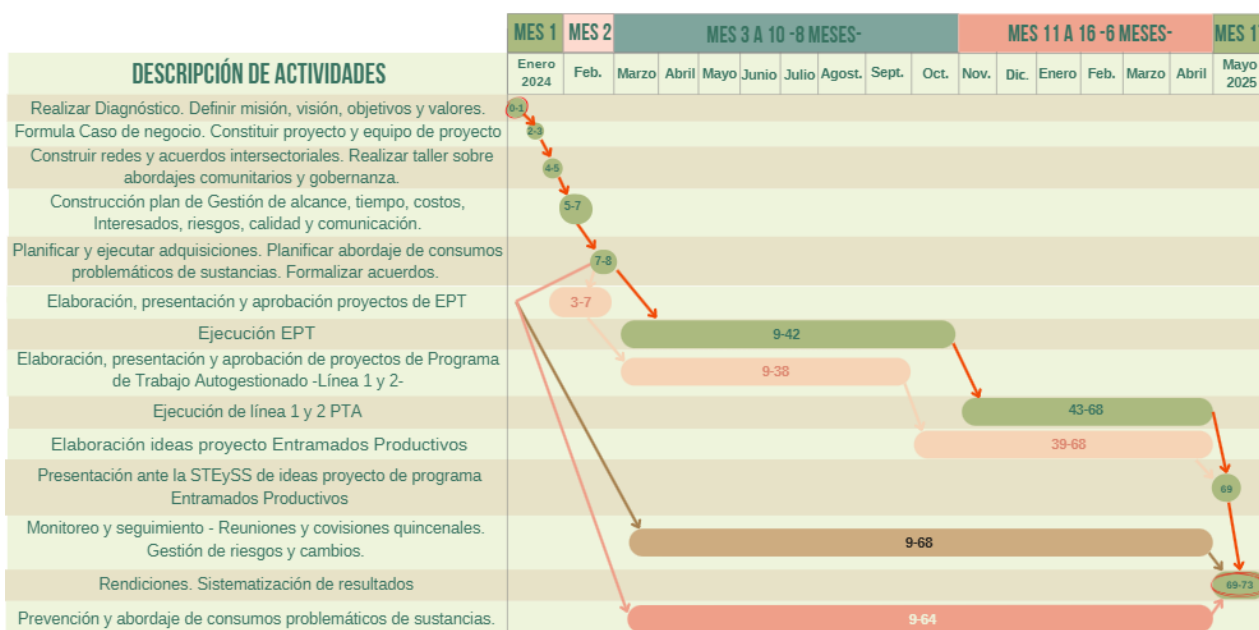 MES 1 MES 2 MES 3 A 10 -8 MESES- MES 11 A 16 -6 MESES- MES 1
DESCRIPCIÓN DE ACTIVIDADES
Enero 2024 Feb. Marzo Abril Mayo Junio Julio Agost. Sept. Oct. Nov. Dic. Enero Feb. Marzo Abril Mayo 2025
Realizar Diagnóstico. Definir misión, visión, objetivos y valores.
0-1
Formula Caso de negocio. Constituir proyecto y equipo de proyecto
2-3
Construir redes y acuerdos intersectoriales. Realizar taller sobre
abordajes comunitarios y gobernanza.
4-5
Construcción plan de Gestión de alcance, tiempo, costos,
Interesados, riesgos, calidad y comunicación.
5-7
Planificar y ejecutar adquisiciones. Planificar abordaje de consumos
problemáticos de sustancias. Formalizar acuerdos.
7-8
Elaboración, presentación y aprobación proyectos de EPT
3-7
Ejecución EPT
9-42
Elaboración, presentación y aprobación de proyectos de Programa
de Trabajo Autogestionado -Línea 1 y 2-
9-38
Ejecución de línea 1 y 2 PTA
43-68
Elaboración ideas proyecto Entramados Productivos
39-68
Presentación ante la STEySS de ideas proyecto de programa
Entramados Productivos
69
Monitoreo y seguimiento - Reuniones y covisiones quincenales.
Gestión de riesgos y cambios.
9-68
Rendiciones. Sistematización de resultados
69-73
Prevención y abordaje de consumos problemáticos de sustancias.
9-64